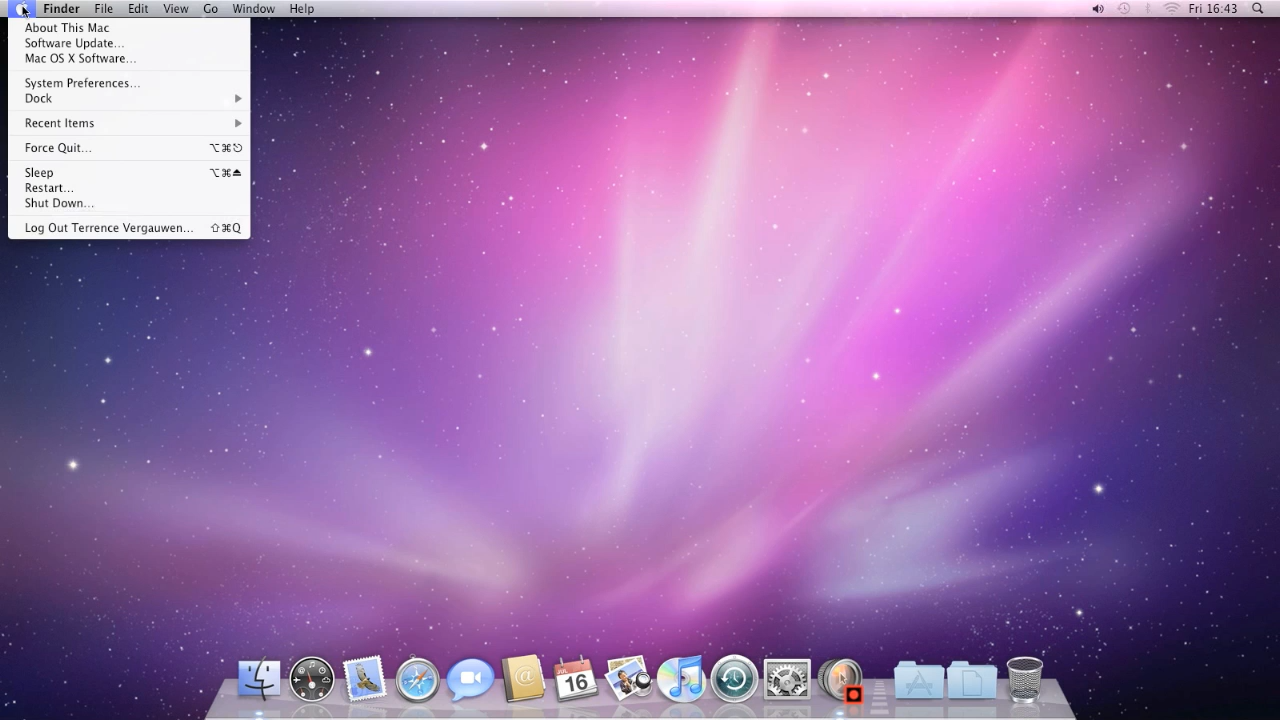 Finder File Edit View Go Window Help Fri 16:43
About This Mac
Software Update...
Mac OS X Software...
System Preferences...
Dock
Recent Items
Force Quit... ⌥⌘⎋
Sleep ⌥⌘⏏
Restart...
Shut Down...
Log Out Terrence Vergauwen... ⇧⌘Q
16